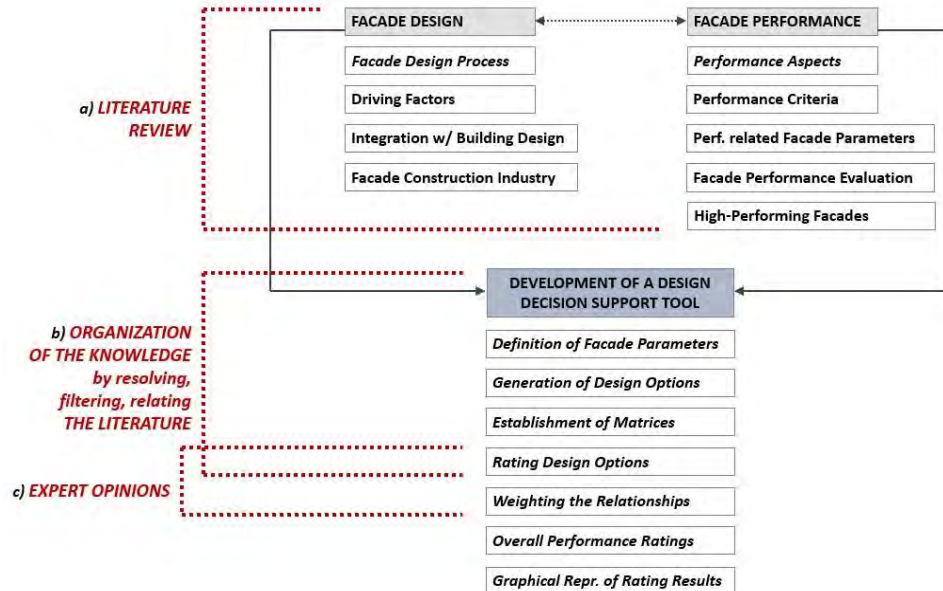 FACADE DESIGN
FACADE PERFORMANCE
a) LITERATURE
REVIEW
Facade Design Process
Driving Factors
Integration w/ Building Design
Facade Construction Industry
Performance Aspects
Performance Criteria
Perf. related Facade Parameters
Facade Performance Evaluation
High-Performing Facades
b) ORGANIZATION
OF THE KNOWLEDGE
by resolving,
filtering, relating
THE LITERATURE
c) EXPERT OPINIONS
DEVELOPMENT OF A DESIGN
DECISION SUPPORT TOOL
Definition of Facade Parameters
Generation of Design Options
Establishment of Matrices
Rating Design Options
Weighting the Relationships
Overall Performance Ratings
Graphical Repr. of Rating Results